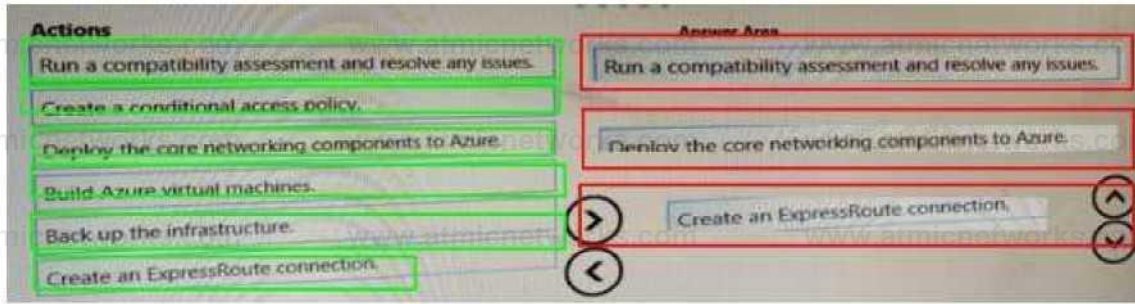 Actions
Answer Area
Run a compatibility assessment and resolve any issues.
Create a conditional access policy.
Deploy the core networking components to Azure.
Build Azure virtual machines.
Back up the infrastructure.
Create an ExpressRoute connection.
Run a compatibility assessment and resolve any issues.
Deploy the core networking components to Azure.
Create an ExpressRoute connection.